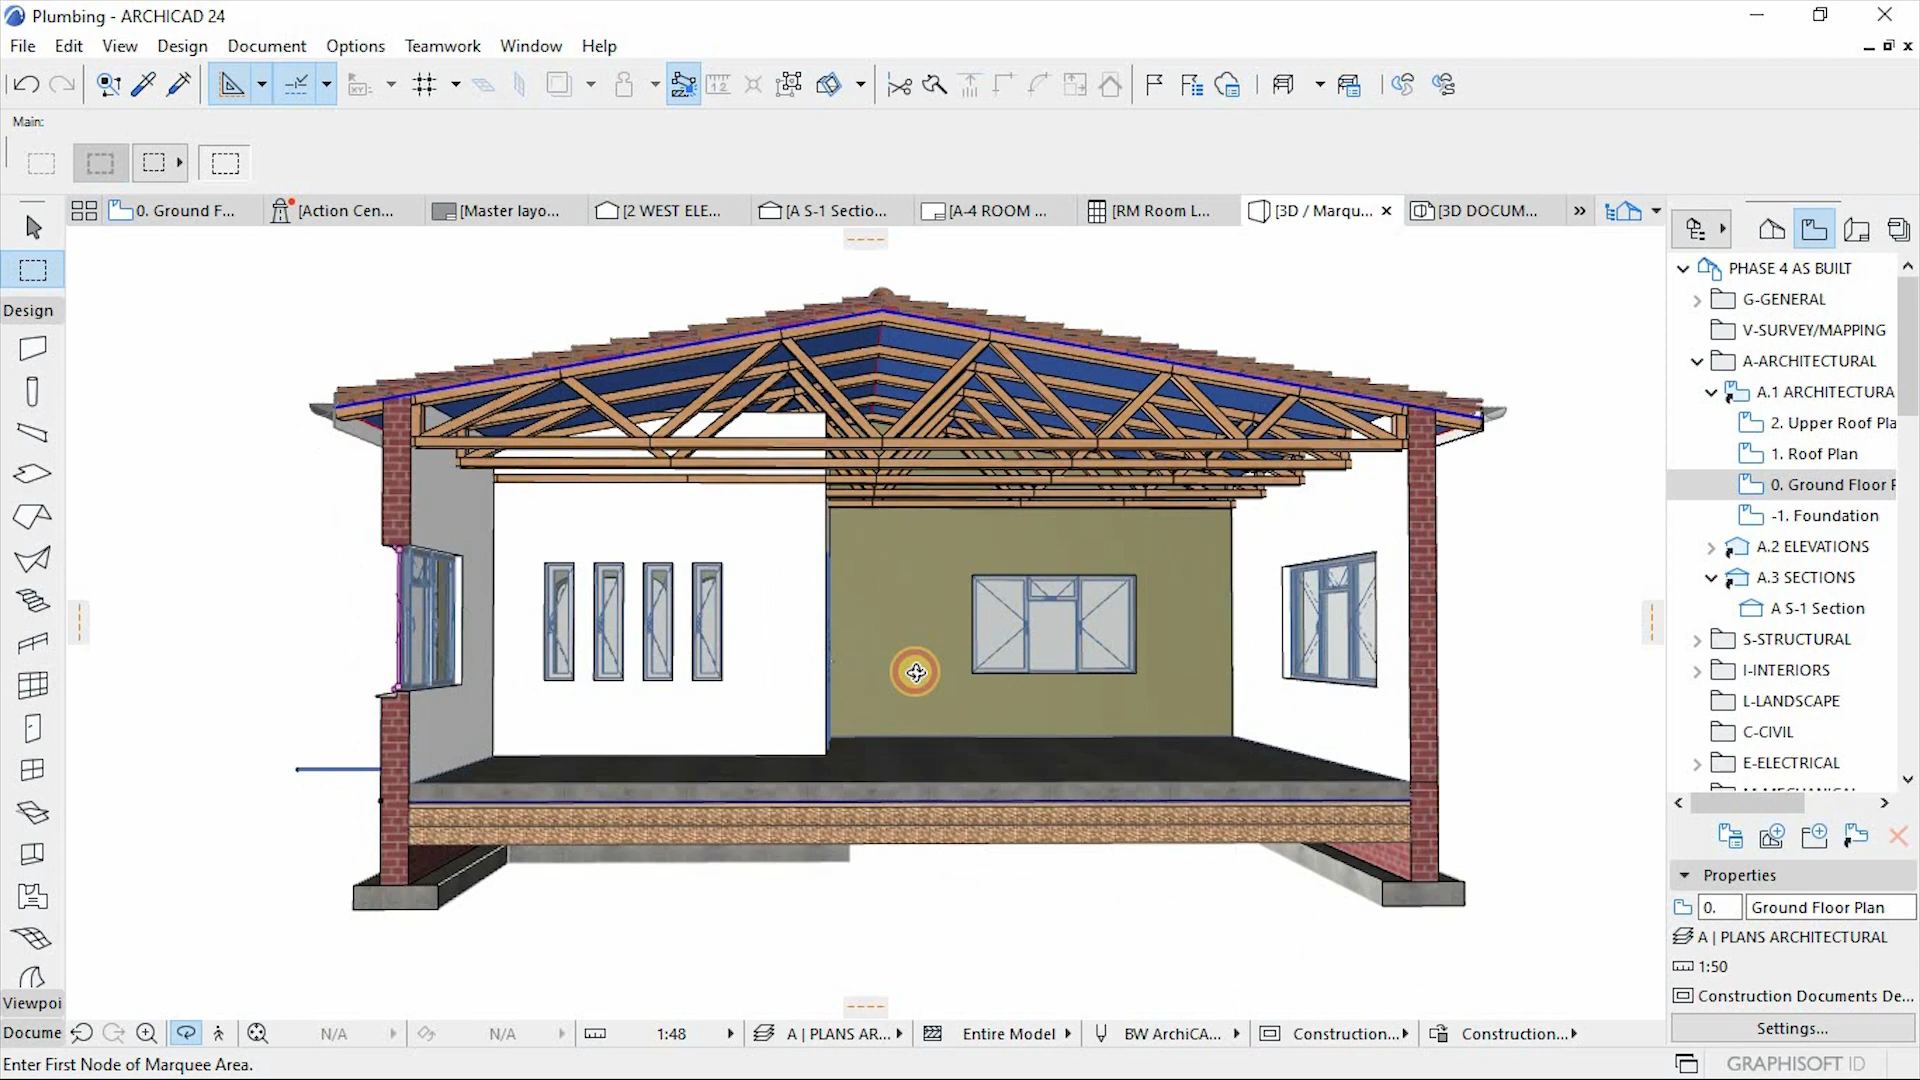 Plumbing - ARCHICAD 24
File Edit View Design Document Options Teamwork Window Help
Main:
0. Ground F... [Action Cen... [Master layo... [2 WEST ELE... [A S-1 Sectio... [A-4 ROOM ... [RM Room L... [3D / Marqu... [3D DOCUM...
Design
PHASE 4 AS BUILT
G-GENERAL
V-SURVEY/MAPPING
A-ARCHITECTURAL
A.1 ARCHITECTURA
2. Upper Roof Pla
1. Roof Plan
0. Ground Floor P
-1. Foundation
A.2 ELEVATIONS
A.3 SECTIONS
A S-1 Section
S-STRUCTURAL
I-INTERIORS
L-LANDSCAPE
C-CIVIL
E-ELECTRICAL
Properties
0. Ground Floor Plan
A | PLANS ARCHITECTURAL
1:50
Construction Documents De...
Settings...
Viewpoi
Docume
N/A N/A 1:48 A | PLANS AR... Entire Model BW ArchiCA... Construction... Construction...
Enter First Node of Marquee Area.
GRAPHISOFT ID